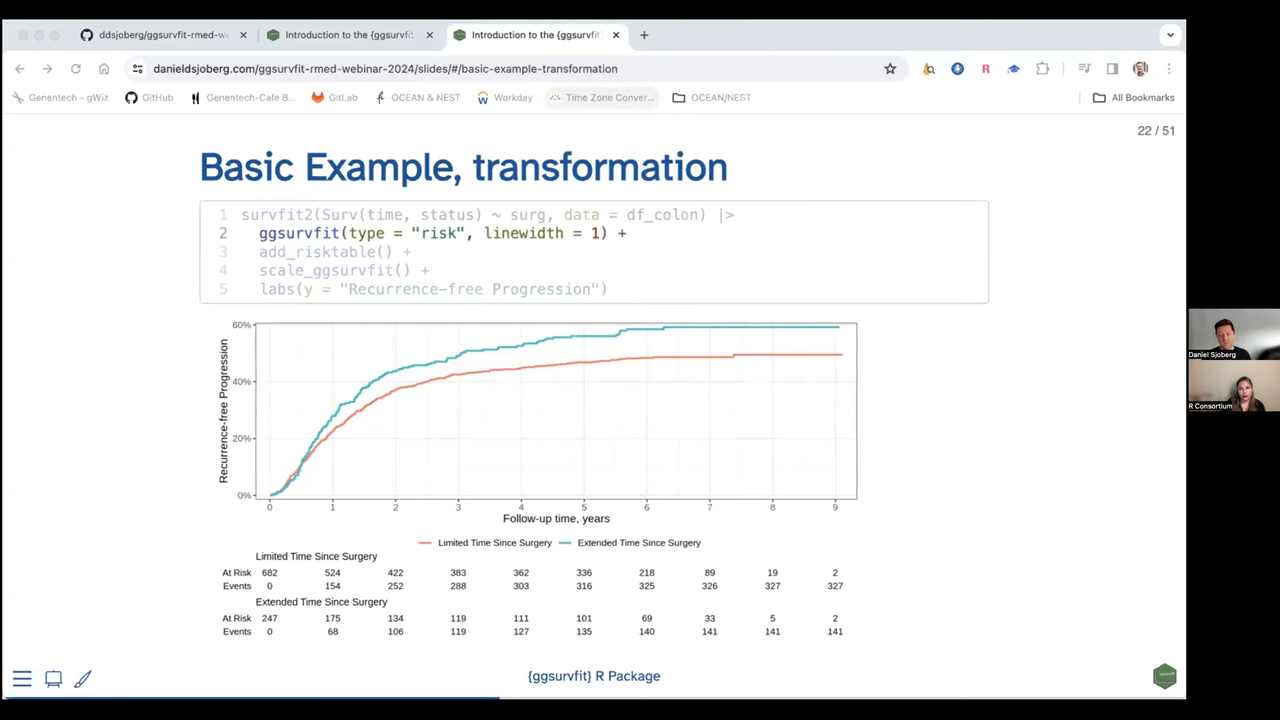 ddsjoberg/ggsurvfit-rmed-w
Introduction to the {ggsurvfit
Introduction to the {ggsurvfit}
danieldsjoberg.com/ggsurvfit-rmed-webinar-2024/slides/#/basic-example-transformation
Genentech - gWiz
GitHub
Genentech-Cafe B...
GitLab
OCEAN & NEST
Workday
Time Zone Conver...
OCEAN/NEST
All Bookmarks
22 / 51
Basic Example, transformation
1 survfit2(Surv(time, status) ~ surg, data = df_colon) |>
2 ggsurvfit(type = "risk", linewidth = 1) +
3 add_risktable() +
4 scale_ggsurvfit() +
5 labs(y = "Recurrence-free Progression")
Recurrence-free Progression
60%
40%
20%
0%
0 1 2 3 4 5 6 7 8 9
Follow-up time, years
Limited Time Since Surgery Extended Time Since Surgery
Limited Time Since Surgery
At Risk 682 524 422 383 362 336 218 89 19 2
Events 0 154 252 288 303 316 325 326 327 327
Extended Time Since Surgery
At Risk 247 175 134 119 111 101 69 33 5 2
Events 0 68 106 119 127 135 140 141 141 141
{ggsurvfit} R Package
Daniel Sjoberg
R Consortium